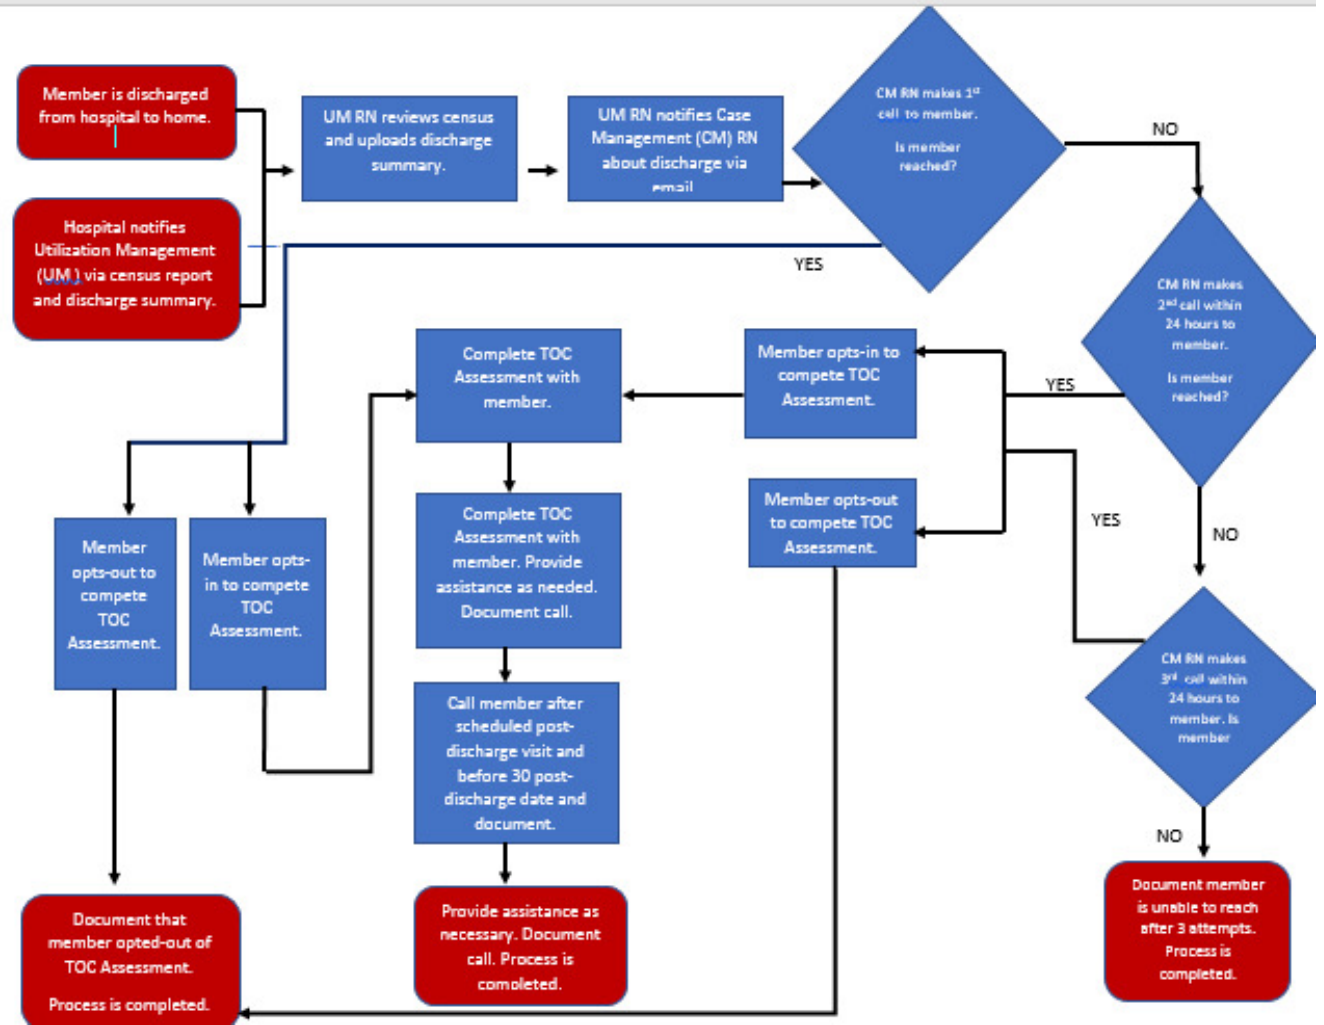 Member is discharged
from hospital to home.
Hospital notifies
Utilization Management
(UM ) via census report
and discharge summary.
UM RN reviews census
and uploads discharge
summary.
UM RN notifies Case
Management (CM) RN
about discharge via
email
CM RN makes 1st
call to member.
Is member
reached?
NO
YES
CM RN makes
2nd call within
24 hours to
member.
Is member
reached?
YES
NO
Complete TOC
Assessment with
member.
Member opts-in to
compete TOC
Assessment.
Member opts-out
to compete TOC
Assessment.
YES
Complete TOC
Assessment with
member. Provide
assistance as
needed.
Document call.
Member
opts-out to
compete
TOC
Assessment.
Member opts-
in to compete
TOC
Assessment.
CM RN makes
3rd call within
24 hours to
member. Is
member
NO
Call member after
scheduled post-
discharge visit and
before 30 post-
discharge date and
document.
Document that
member opted-out of
TOC Assessment.
Process is completed.
Provide assistance as
necessary. Document
call. Process is
completed.
Document member
is unable to reach
after 3 attempts.
Process is
completed.